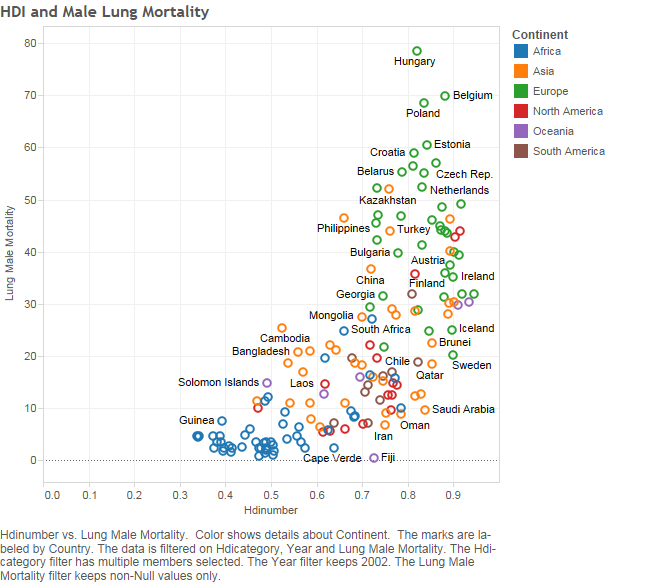 HDI and Male Lung Mortality
Continent
Africa
Asia
Europe
North America
Oceania
South America
Lung Male Mortality
80
70
60
50
40
30
20
10
0
Hungary
Belgium
Poland
Estonia
Croatia
Belarus
Czech Rep.
Netherlands
Kazakhstan
Philippines
Turkey
Bulgaria
Austria
China
Finland
Ireland
Georgia
Mongolia
South Africa
Iceland
Cambodia
Brunei
Bangladesh
Chile
Sweden
Solomon Islands
Laos
Qatar
Saudi Arabia
Guinea
Oman
Iran
Cape Verde
Fiji
0.0 0.1 0.2 0.3 0.4 0.5 0.6 0.7 0.8 0.9
Hdinumber
Hdinumber vs. Lung Male Mortality.  Color shows details about Continent.  The marks are la-
beled by Country. The data is filtered on Hdicategory, Year and Lung Male Mortality. The Hdi-
category filter has multiple members selected. The Year filter keeps 2002. The Lung Male
Mortality filter keeps non-Null values only.